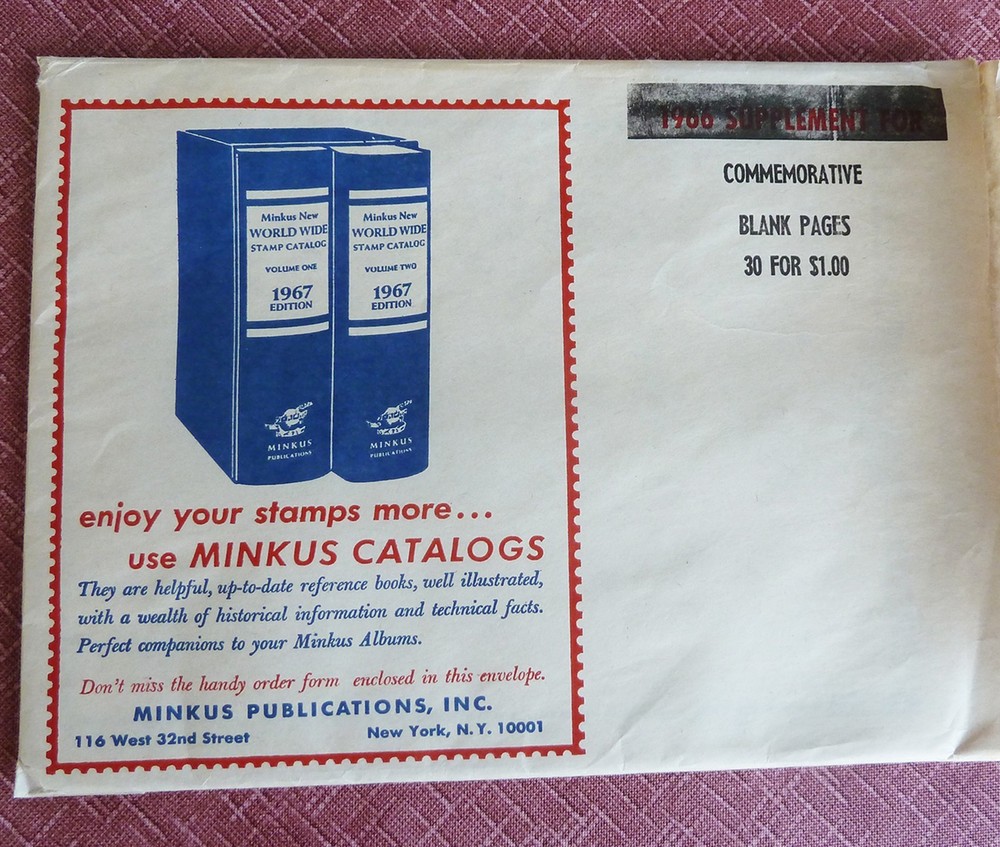 Minkus New
WORLD WIDE
STAMP CATALOG
VOLUME ONE
1967
EDITION
MINKUS
PUBLICATIONS
Minkus New
WORLD WIDE
STAMP CATALOG
VOLUME TWO
1967
EDITION
MINKUS
PUBLICATIONS
enjoy your stamps more...
use MINKUS CATALOGS
They are helpful, up-to-date reference books, well illustrated,
with a wealth of historical information and technical facts.
Perfect companions to your Minkus Albums.
Don't miss the handy order form enclosed in this envelope.
MINKUS PUBLICATIONS, INC.
116 West 32nd Street
New York, N.Y. 10001
1966 SUPPLEMENT FOR
COMMEMORATIVE
BLANK PAGES
30 FOR $1.00